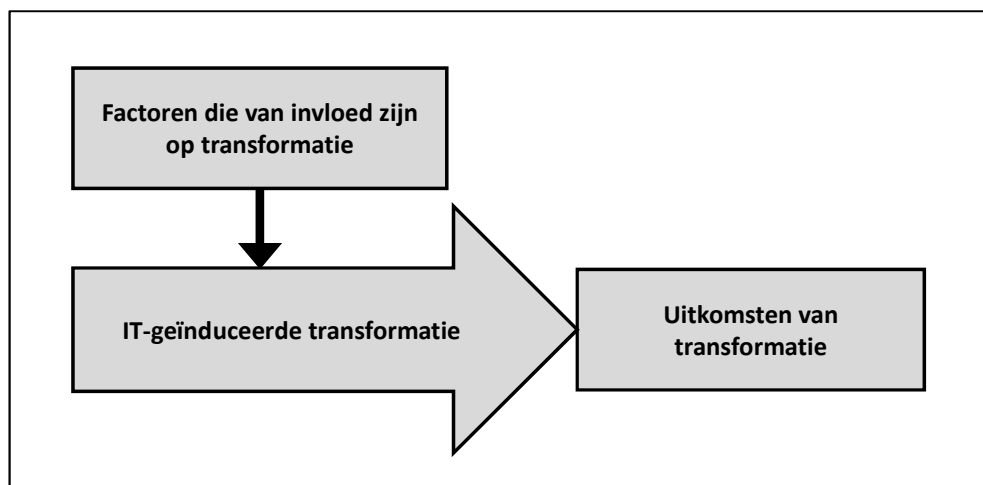 Factoren die van invloed zijn
op transformatie
IT-geïnduceerde transformatie
Uitkomsten van
transformatie